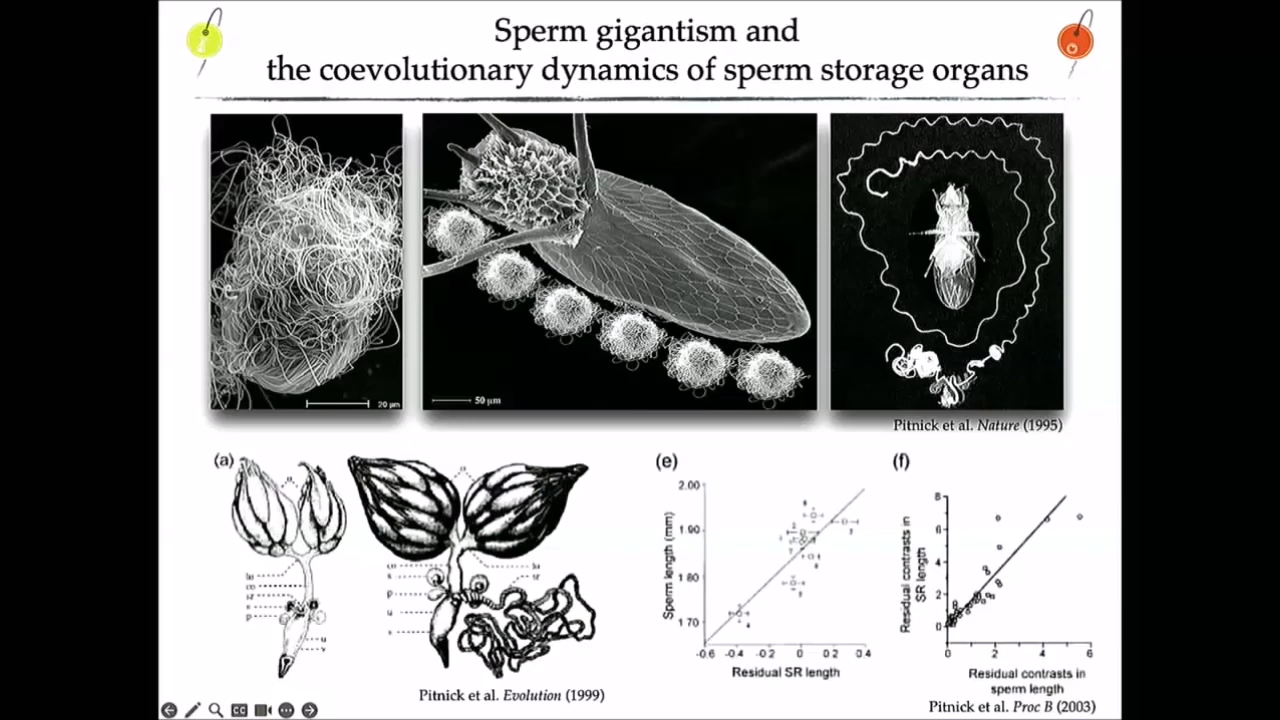 Sperm gigantism and
the coevolutionary dynamics of sperm storage organs
20 µm
50 µm
Pitnick et al. Nature (1995)
(a)
Pitnick et al. Evolution (1999)
(e)
Sperm length (mm)
2.00
1.90
1.80
1.70
-0.6 -0.4 -0.2 0 0.2 0.4
Residual SR length
(f)
Residual contrasts in
SR length
8
6
4
2
0
0 2 4 6
Residual contrasts in
sperm length
Pitnick et al. Proc B (2003)
CC